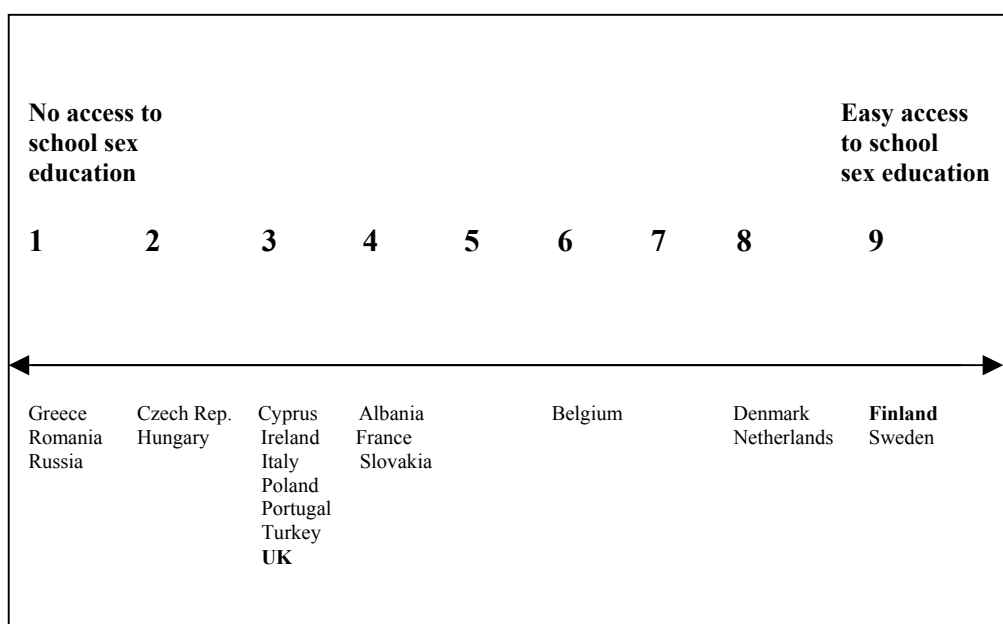 No access to Easy access
school sex to school
education sex education
1 2 3 4 5 6 7 8 9
Greece Czech Rep. Cyprus Albania Belgium Denmark Finland
Romania Hungary Ireland France Netherlands Sweden
Russia Italy Slovakia
Poland
Portugal
Turkey
UK